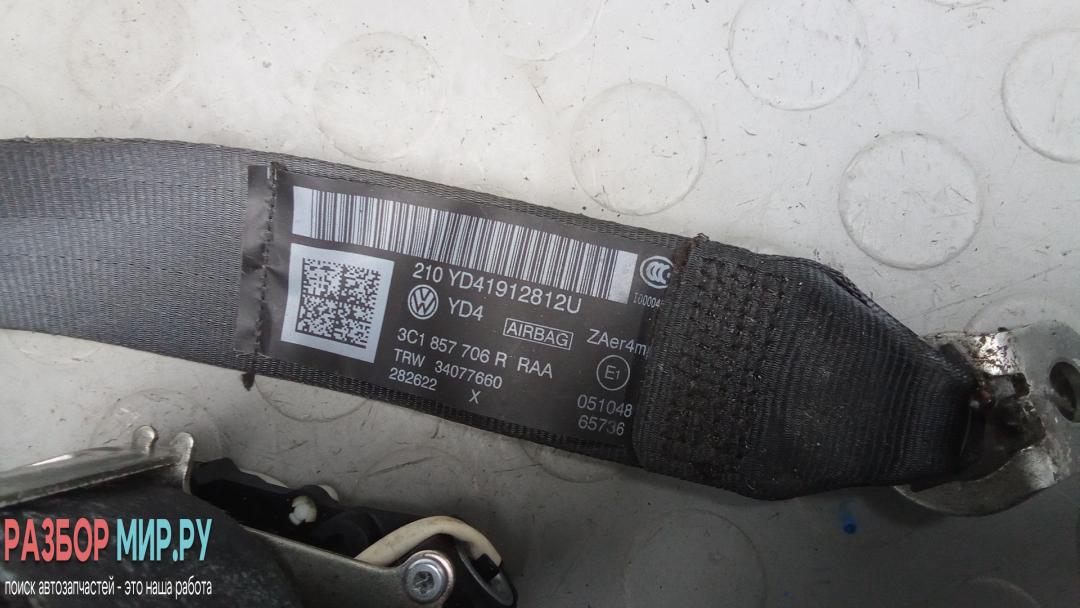 210 YD41912812U
YD4
AIRBAG
ZAer4m
3C1 857 706 R RAA
TRW 34077660
282622
X
E1
051048
65736
РАЗБОР МИР.РУ
поиск автозапчастей - это наша работа